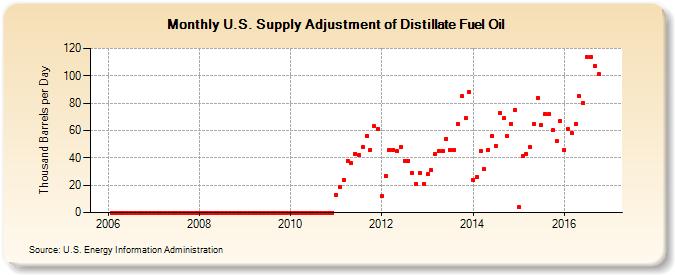 Monthly U.S. Supply Adjustment of Distillate Fuel Oil
Thousand Barrels per Day
120
100
80
60
40
20
0
2006 2008 2010 2012 2014 2016
Source: U.S. Energy Information Administration